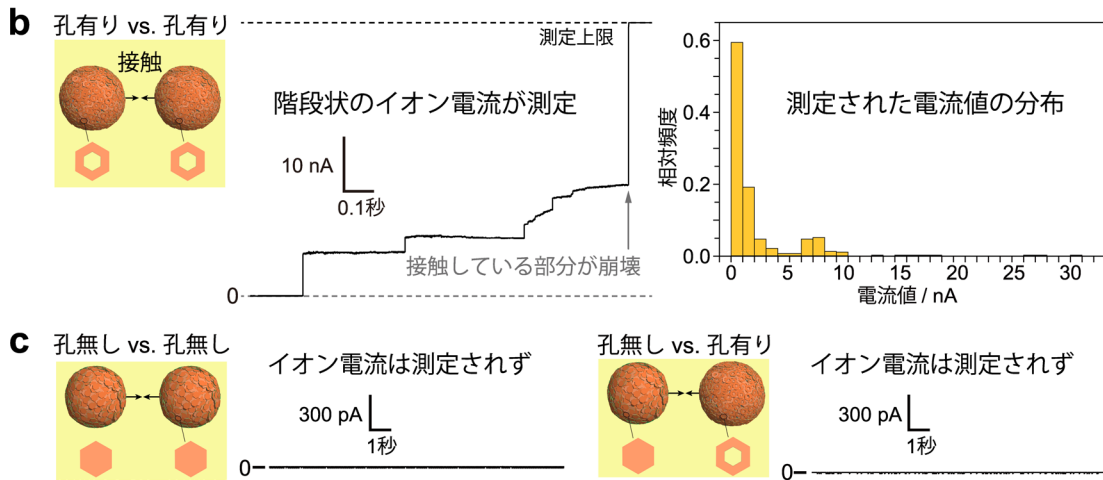 b
孔有り vs. 孔有り
接触
階段状のイオン電流が測定
10 nA
0.1秒
測定上限
接触している部分が崩壊
0
測定された電流値の分布
相対頻度
0.6
0.4
0.2
0.0
0 5 10 15 20 25 30
電流値 / nA
c
孔無し vs. 孔無し
イオン電流は測定されず
300 pA
1秒
0
孔無し vs. 孔有り
イオン電流は測定されず
300 pA
1秒
0